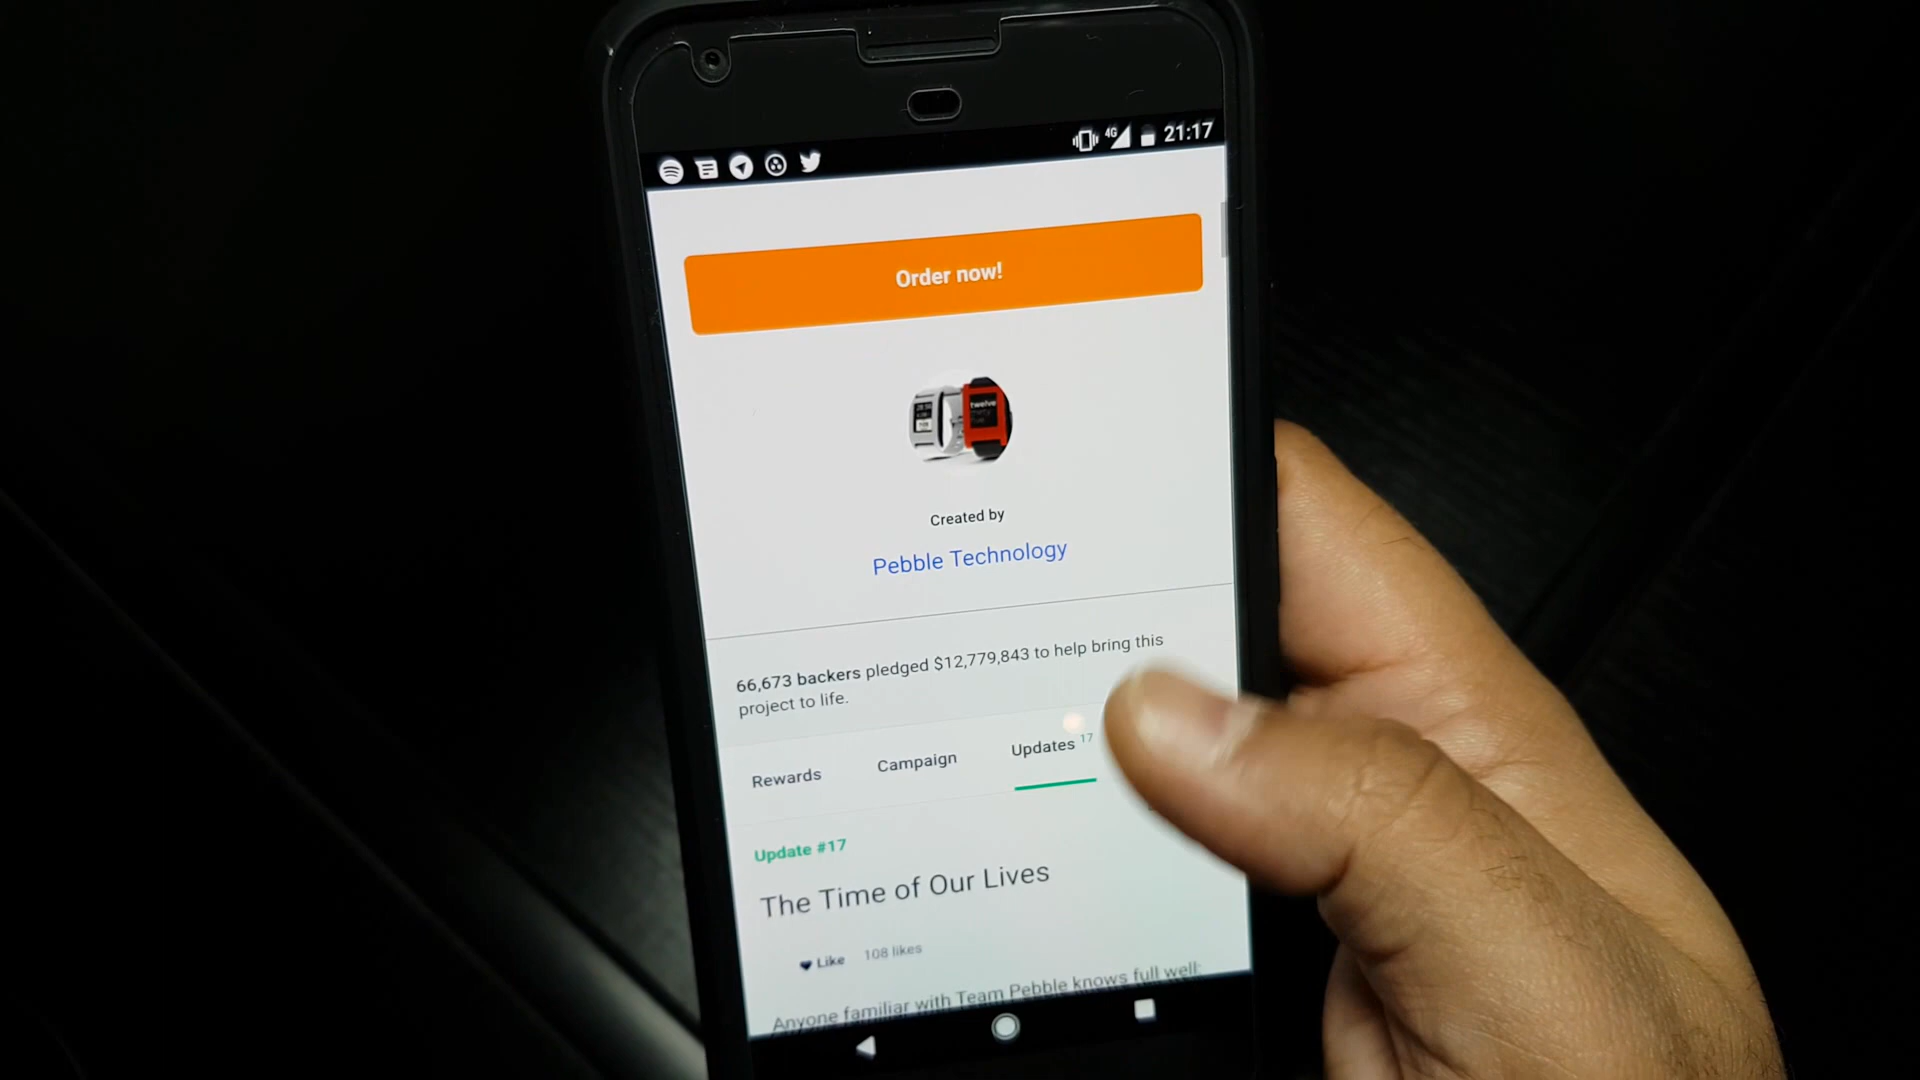 4G 21:17
Order now!
twelve
Created by
Pebble Technology
66,673 backers pledged $12,779,843 to help bring this
project to life.
Rewards Campaign Updates 17
Update #17
The Time of Our Lives
Like 108 likes
Anyone familiar with Team Pebble knows full well: